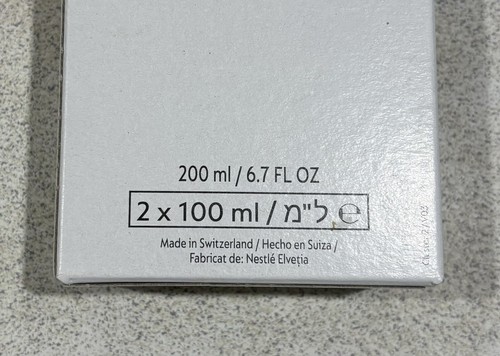 200 ml / 6.7 FL OZ
2 x 100 ml / מ"ל ℮
Made in Switzerland / Hecho en Suiza /
Fabricat de: Nestlé Elveția